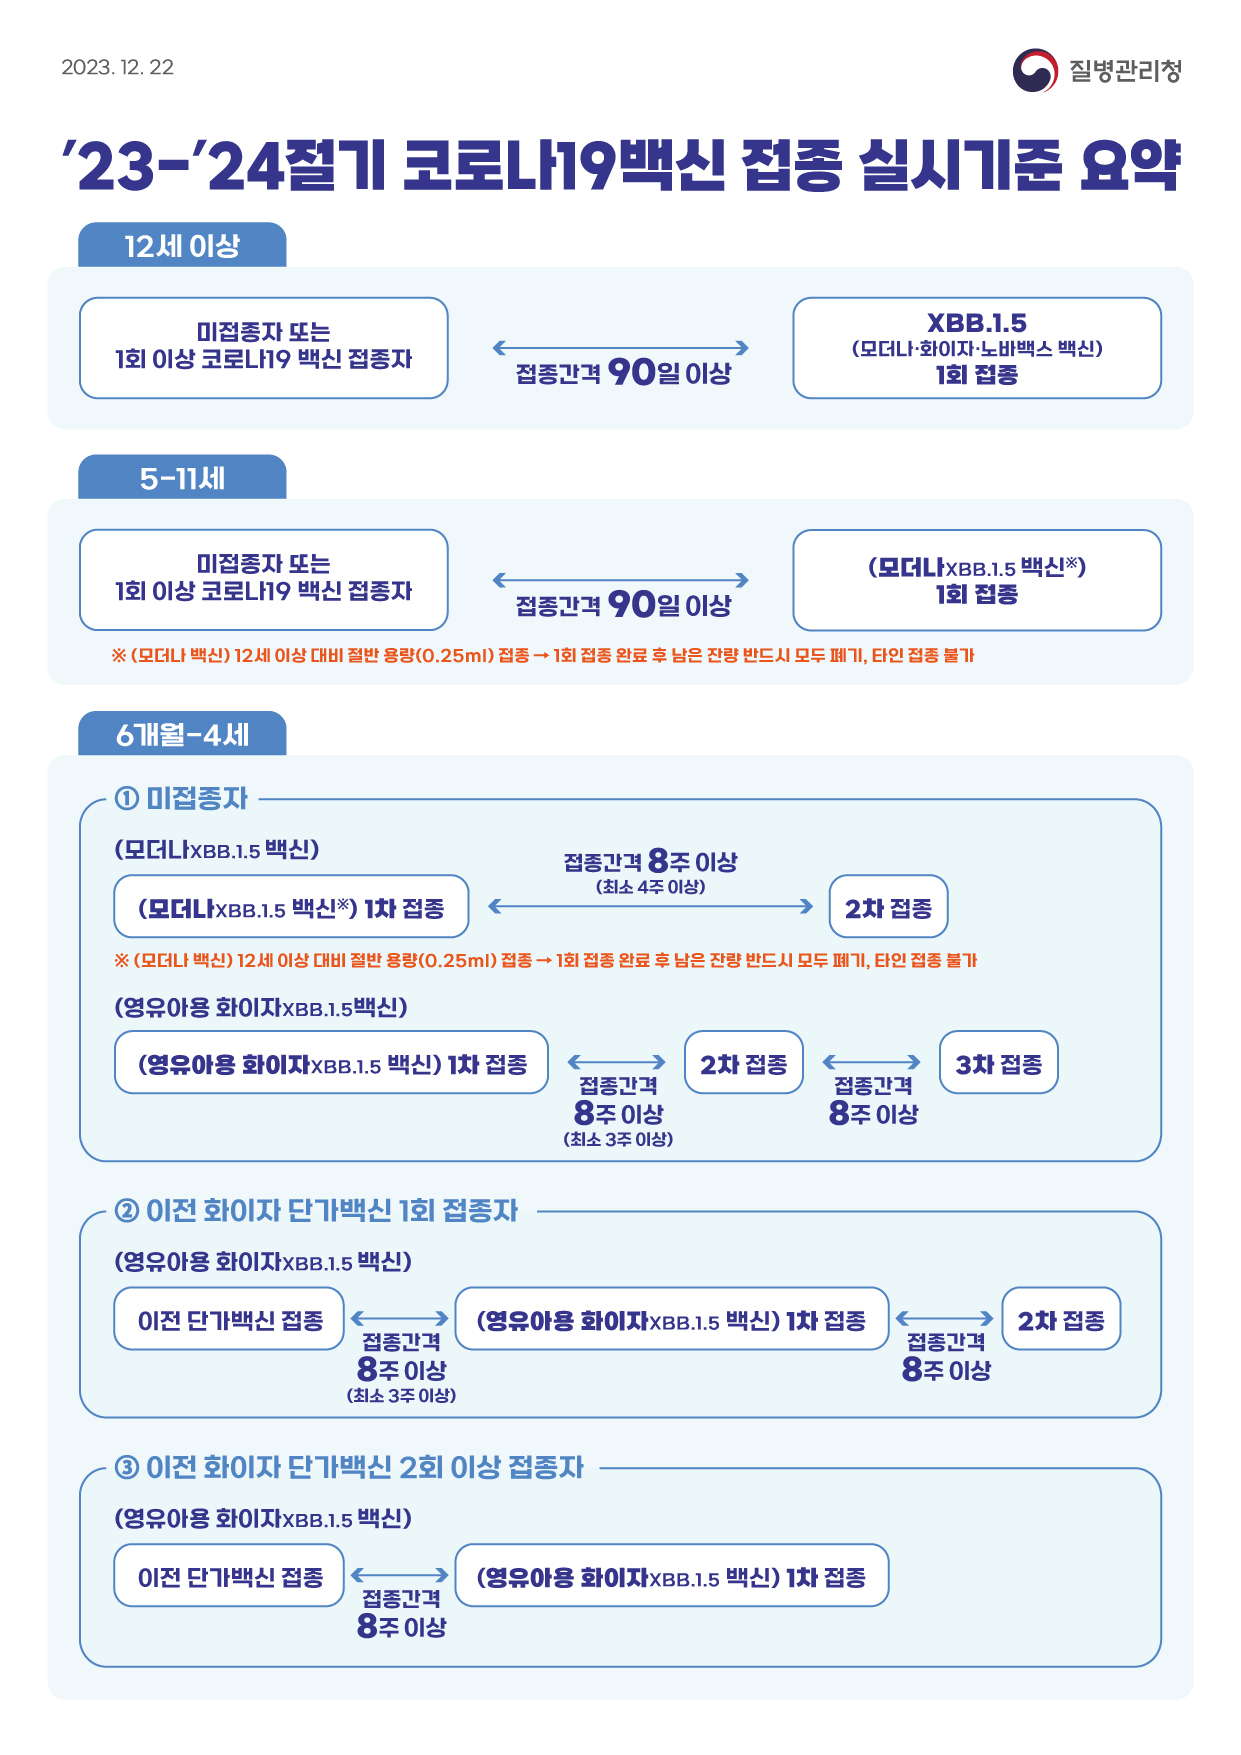 2023. 12. 22
질병관리청
’23-’24절기 코로나19백신 접종 실시기준 요약
12세 이상
미접종자 또는
1회 이상 코로나19 백신 접종자
접종간격 90일 이상
XBB.1.5
(모더나·화이자·노바백스 백신)
1회 접종
5-11세
미접종자 또는
1회 이상 코로나19 백신 접종자
접종간격 90일 이상
(모더나XBB.1.5 백신※)
1회 접종
※ (모더나 백신) 12세 이상 대비 절반 용량(0.25ml) 접종 → 1회 접종 완료 후 남은 잔량 반드시 모두 폐기, 타인 접종 불가
6개월-4세
① 미접종자
(모더나XBB.1.5 백신)
접종간격 8주 이상
(최소 4주 이상)
(모더나XBB.1.5 백신※) 1차 접종
2차 접종
※ (모더나 백신) 12세 이상 대비 절반 용량(0.25ml) 접종 → 1회 접종 완료 후 남은 잔량 반드시 모두 폐기, 타인 접종 불가
(영유아용 화이자XBB.1.5백신)
(영유아용 화이자XBB.1.5 백신) 1차 접종
접종간격
8주 이상
(최소 3주 이상)
2차 접종
접종간격
8주 이상
3차 접종
② 이전 화이자 단가백신 1회 접종자
(영유아용 화이자XBB.1.5 백신)
이전 단가백신 접종
접종간격
8주 이상
(최소 3주 이상)
(영유아용 화이자XBB.1.5 백신) 1차 접종
접종간격
8주 이상
2차 접종
③ 이전 화이자 단가백신 2회 이상 접종자
(영유아용 화이자XBB.1.5 백신)
이전 단가백신 접종
접종간격
8주 이상
(영유아용 화이자XBB.1.5 백신) 1차 접종